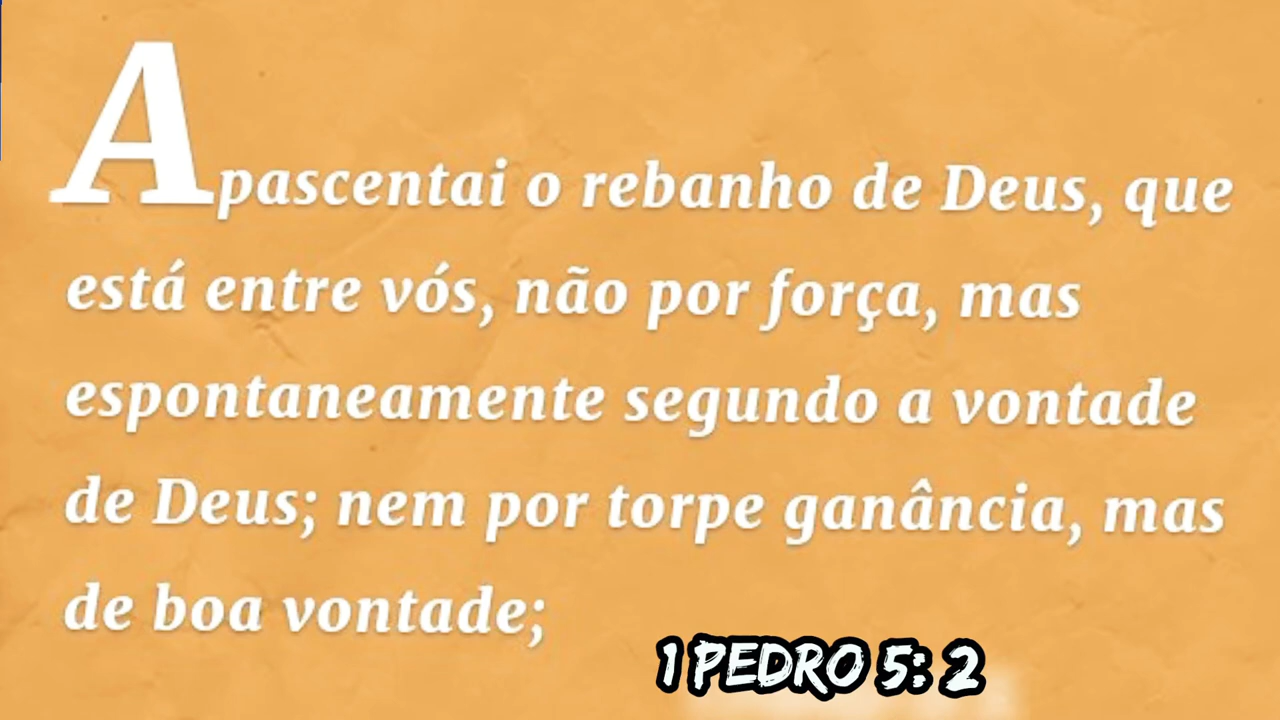 Apascentai o rebanho de Deus, que
está entre vós, não por força, mas
espontaneamente segundo a vontade
de Deus; nem por torpe ganância, mas
de boa vontade;
1 PEDRO 5: 2